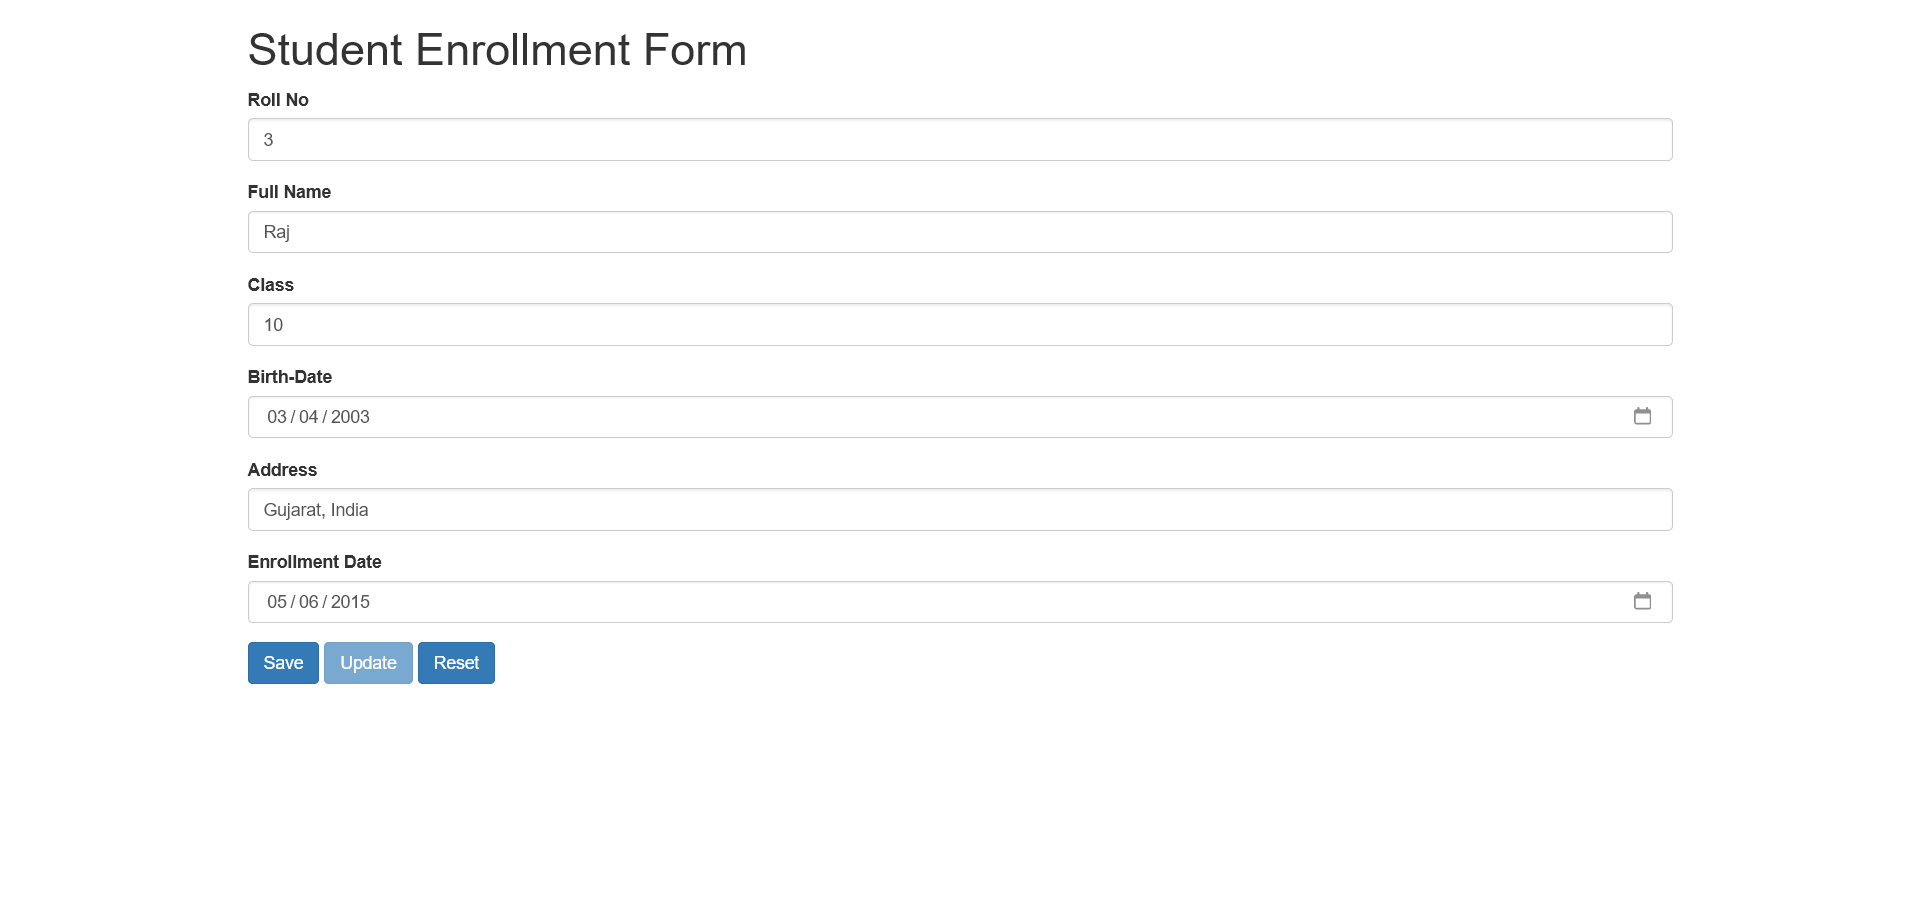 Student Enrollment Form
Roll No
3
Full Name
Raj
Class
10
Birth-Date
03 / 04 / 2003
Address
Gujarat, India
Enrollment Date
05 / 06 / 2015
Save Update Reset